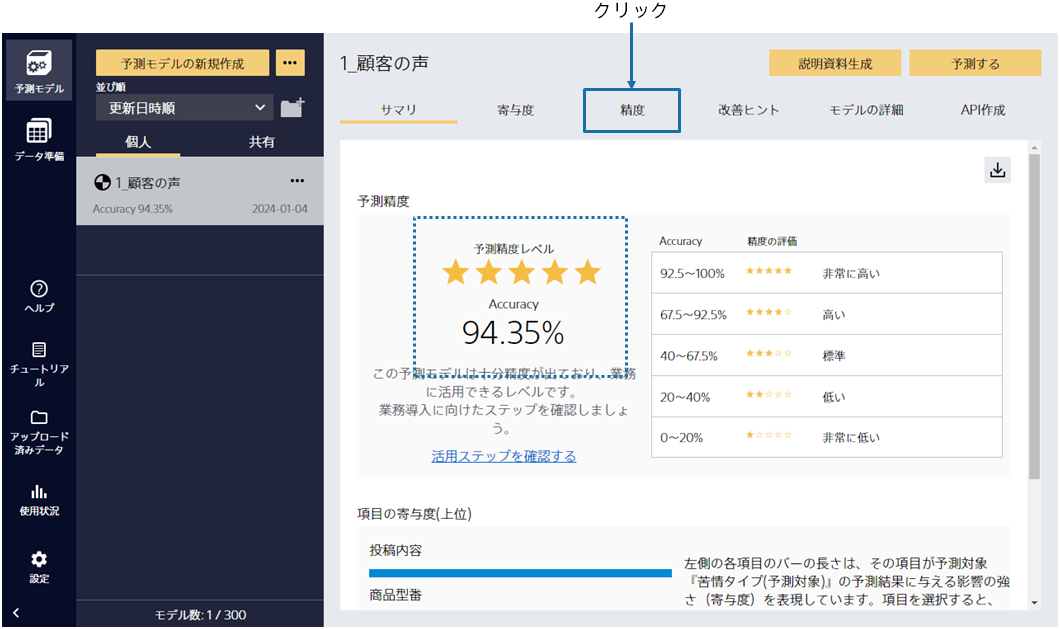 クリック
予測モデル
データ準備
ヘルプ
チュートリア
ル
アップロード
済みデータ
使用状況
設定
予測モデルの新規作成
並び順
更新日時順
個人
共有
1_顧客の声
Accuracy 94.35%
2024-01-04
モデル数: 1 / 300
1_顧客の声
説明資料生成
予測する
サマリ
寄与度
精度
改善ヒント
モデルの詳細
API作成
予測精度
予測精度レベル
Accuracy
94.35%
この予測モデルは十分精度が出ており、業務
に活用できるレベルです。
業務導入に向けたステップを確認しましょ
う。
活用ステップを確認する
Accuracy 精度の評価
92.5～100% ★★★★★ 非常に高い
67.5～92.5% ★★★★☆ 高い
40～67.5% ★★★☆☆ 標準
20～40% ★★☆☆☆ 低い
0～20% ★☆☆☆☆ 非常に低い
項目の寄与度(上位)
投稿内容
商品型番
左側の各項目のバーの長さは、その項目が予測対象
『苦情タイプ(予測対象)』の予測結果に与える影響の強
さ（寄与度）を表現しています。項目を選択すると、